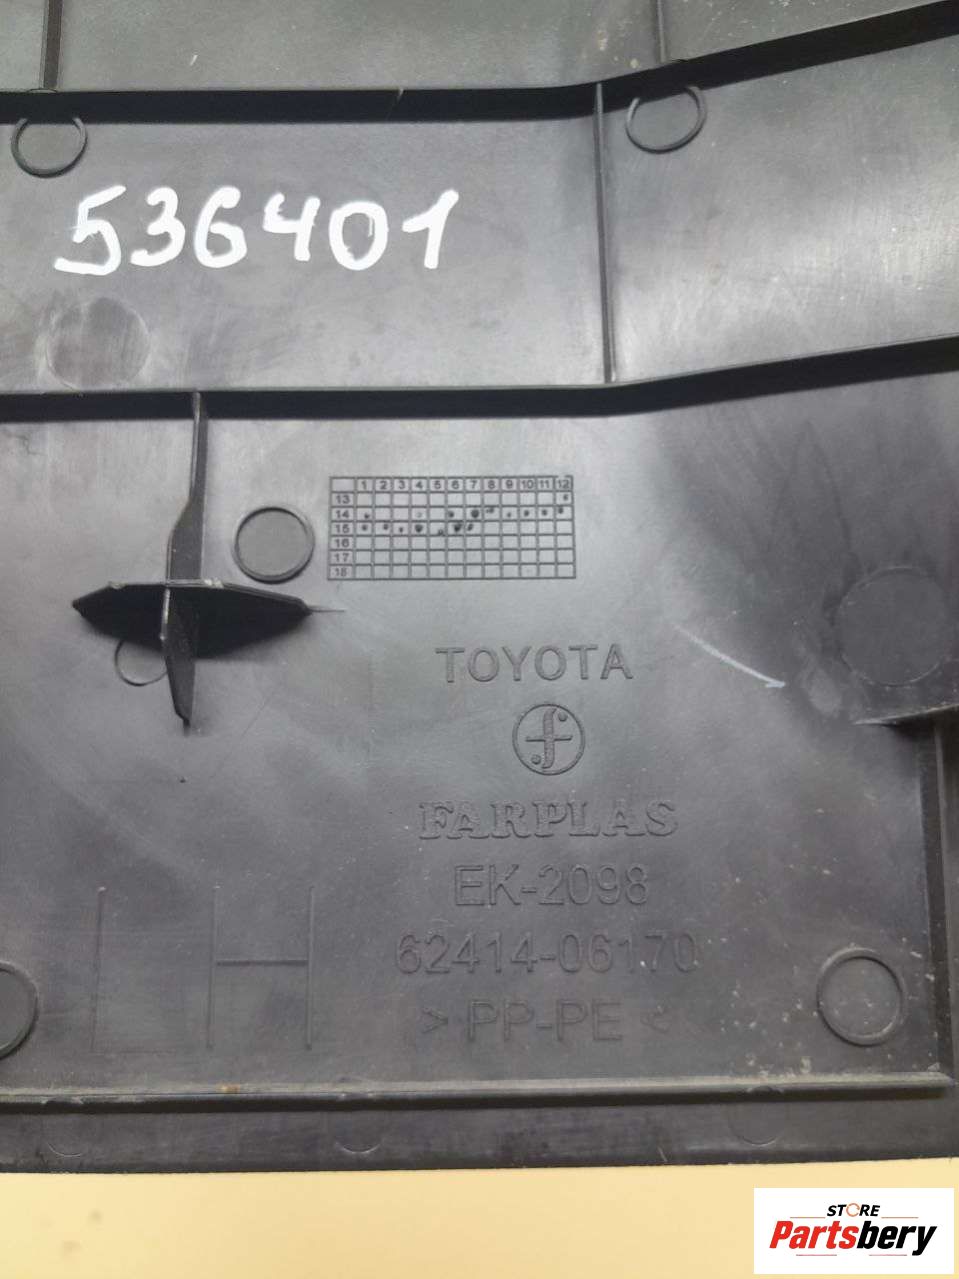 536401
1 2 3 4 5 6 7 8 9 10 11 12
13
14
15
16
17
18
TOYOTA
f
FARPLAS
EK-2098
LH
62414-06170
> PP-PE <
STORE
Partsbery